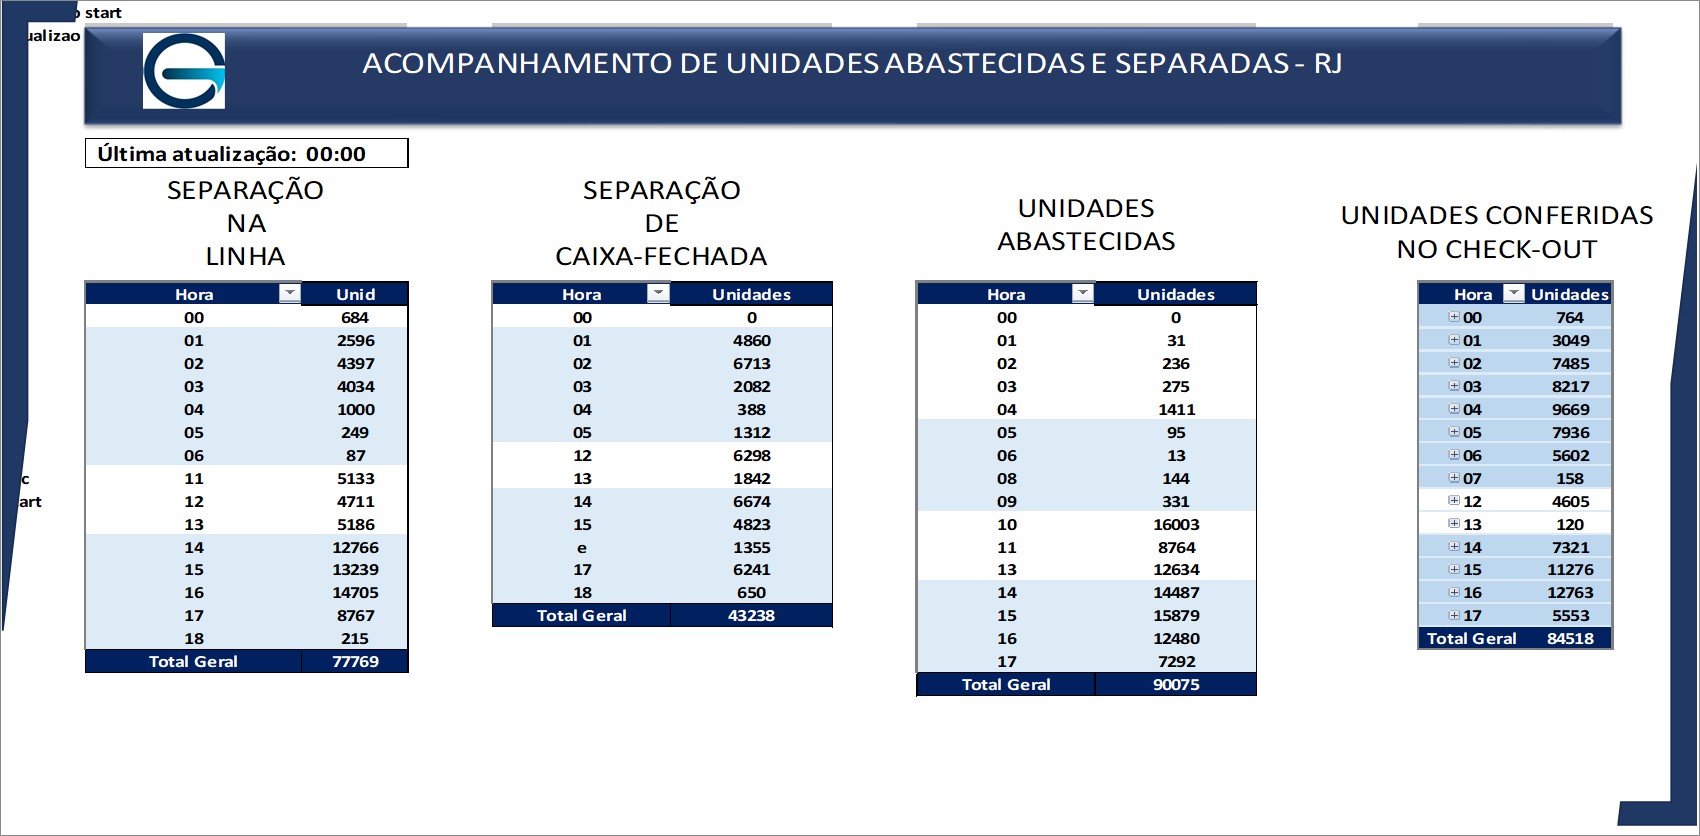 start
ualizao
ACOMPANHAMENTO DE UNIDADES ABASTECIDAS E SEPARADAS - RJ
Última atualização: 00:00
SEPARAÇÃO
NA
LINHA
Hora Unid
00 684
01 2596
02 4397
03 4034
04 1000
05 249
06 87
11 5133
12 4711
13 5186
14 12766
15 13239
16 14705
17 8767
18 215
Total Geral 77769
SEPARAÇÃO
DE
CAIXA-FECHADA
Hora Unidades
00 0
01 4860
02 6713
03 2082
04 388
05 1312
12 6298
13 1842
14 6674
15 4823
e 1355
17 6241
18 650
Total Geral 43238
UNIDADES
ABASTECIDAS
Hora Unidades
00 0
01 31
02 236
03 275
04 1411
05 95
06 13
08 144
09 331
10 16003
11 8764
13 12634
14 14487
15 15879
16 12480
17 7292
Total Geral 90075
UNIDADES CONFERIDAS
NO CHECK-OUT
Hora Unidades
00 764
01 3049
02 7485
03 8217
04 9669
05 7936
06 5602
07 158
12 4605
13 120
14 7321
15 11276
16 12763
17 5553
Total Geral 84518
c
art